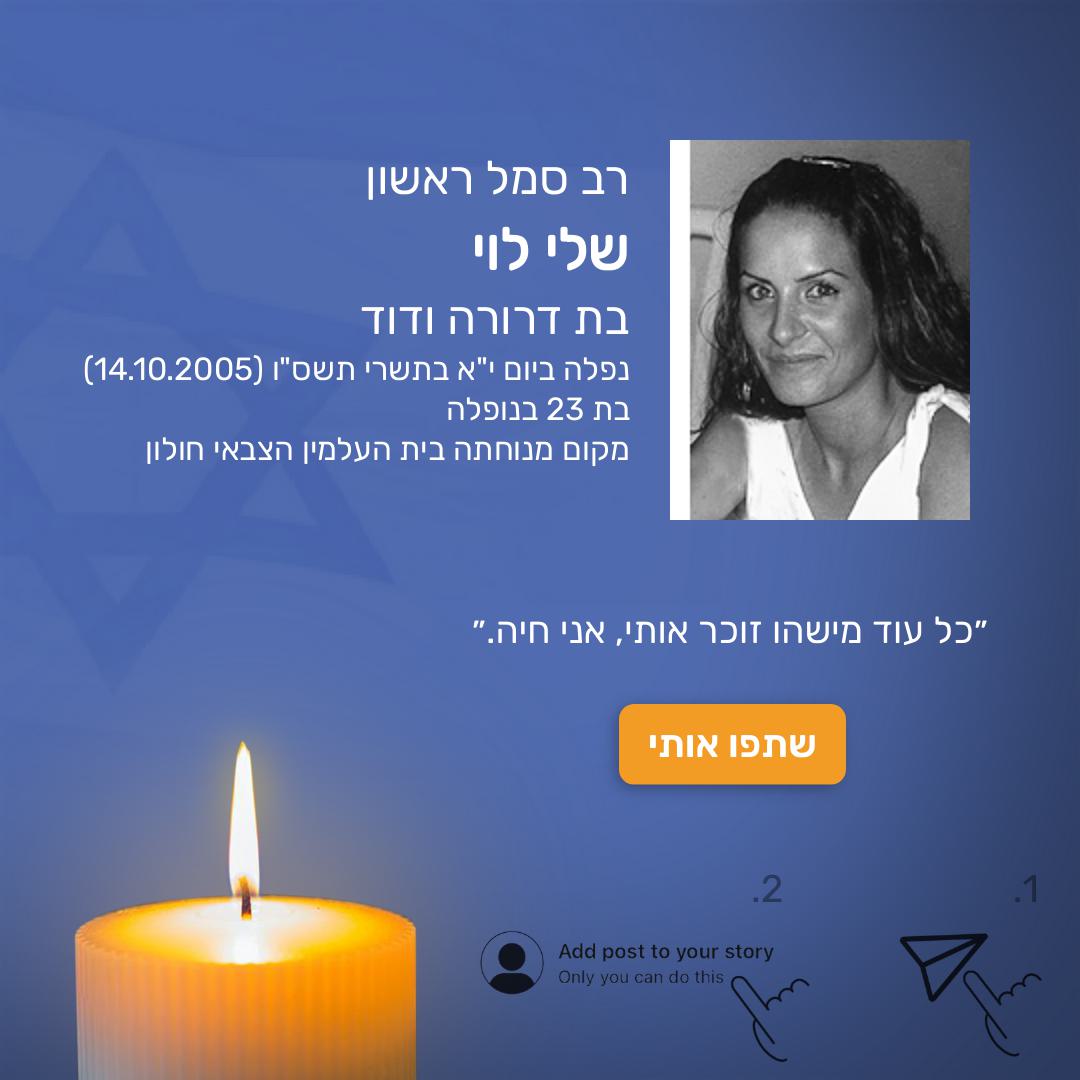 רב סמל ראשון
שלי לוי
בת דרורה ודוד
נפלה ביום י"א בתשרי תשס"ו (14.10.2005)
בת 23 בנופלה
מקום מנוחתה בית העלמין הצבאי חולון
״כל עוד מישהו זוכר אותי, אני חיה.״
שתפו אותי
.1
.2
Add post to your story
Only you can do this